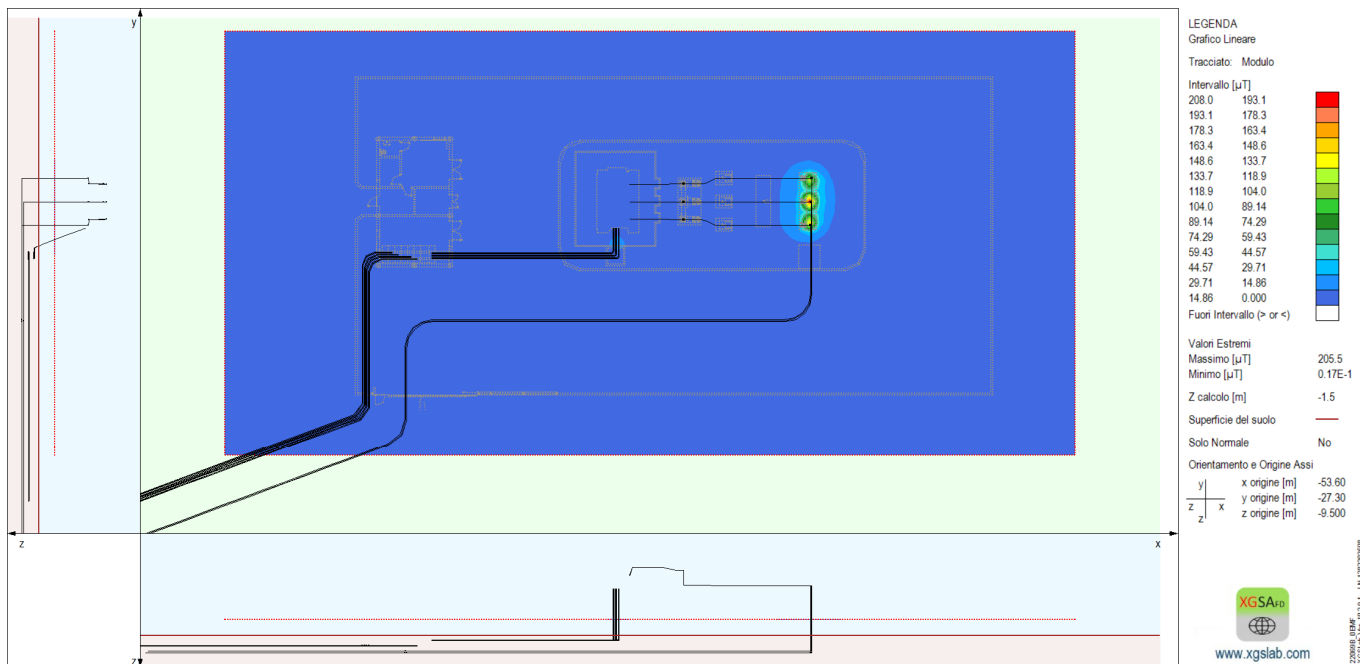 y
z
x
z
LEGENDA
Grafico Lineare
Tracciato: Modulo
Intervallo [µT]
208.0 193.1
193.1 178.3
178.3 163.4
163.4 148.6
148.6 133.7
133.7 118.9
118.9 104.0
104.0 89.14
89.14 74.29
74.29 59.43
59.43 44.57
44.57 29.71
29.71 14.86
14.86 0.000
Fuori Intervallo (> or <)
Valori Estremi
Massimo [µT] 205.5
Minimo [µT] 0.17E-1
Z calcolo [m] -1.5
Superficie del suolo
Solo Normale No
Orientamento e Origine Assi
y x origine [m] -53.60
z x y origine [m] -27.30
z z origine [m] -9.500
XGSA FD
www.xgslab.com